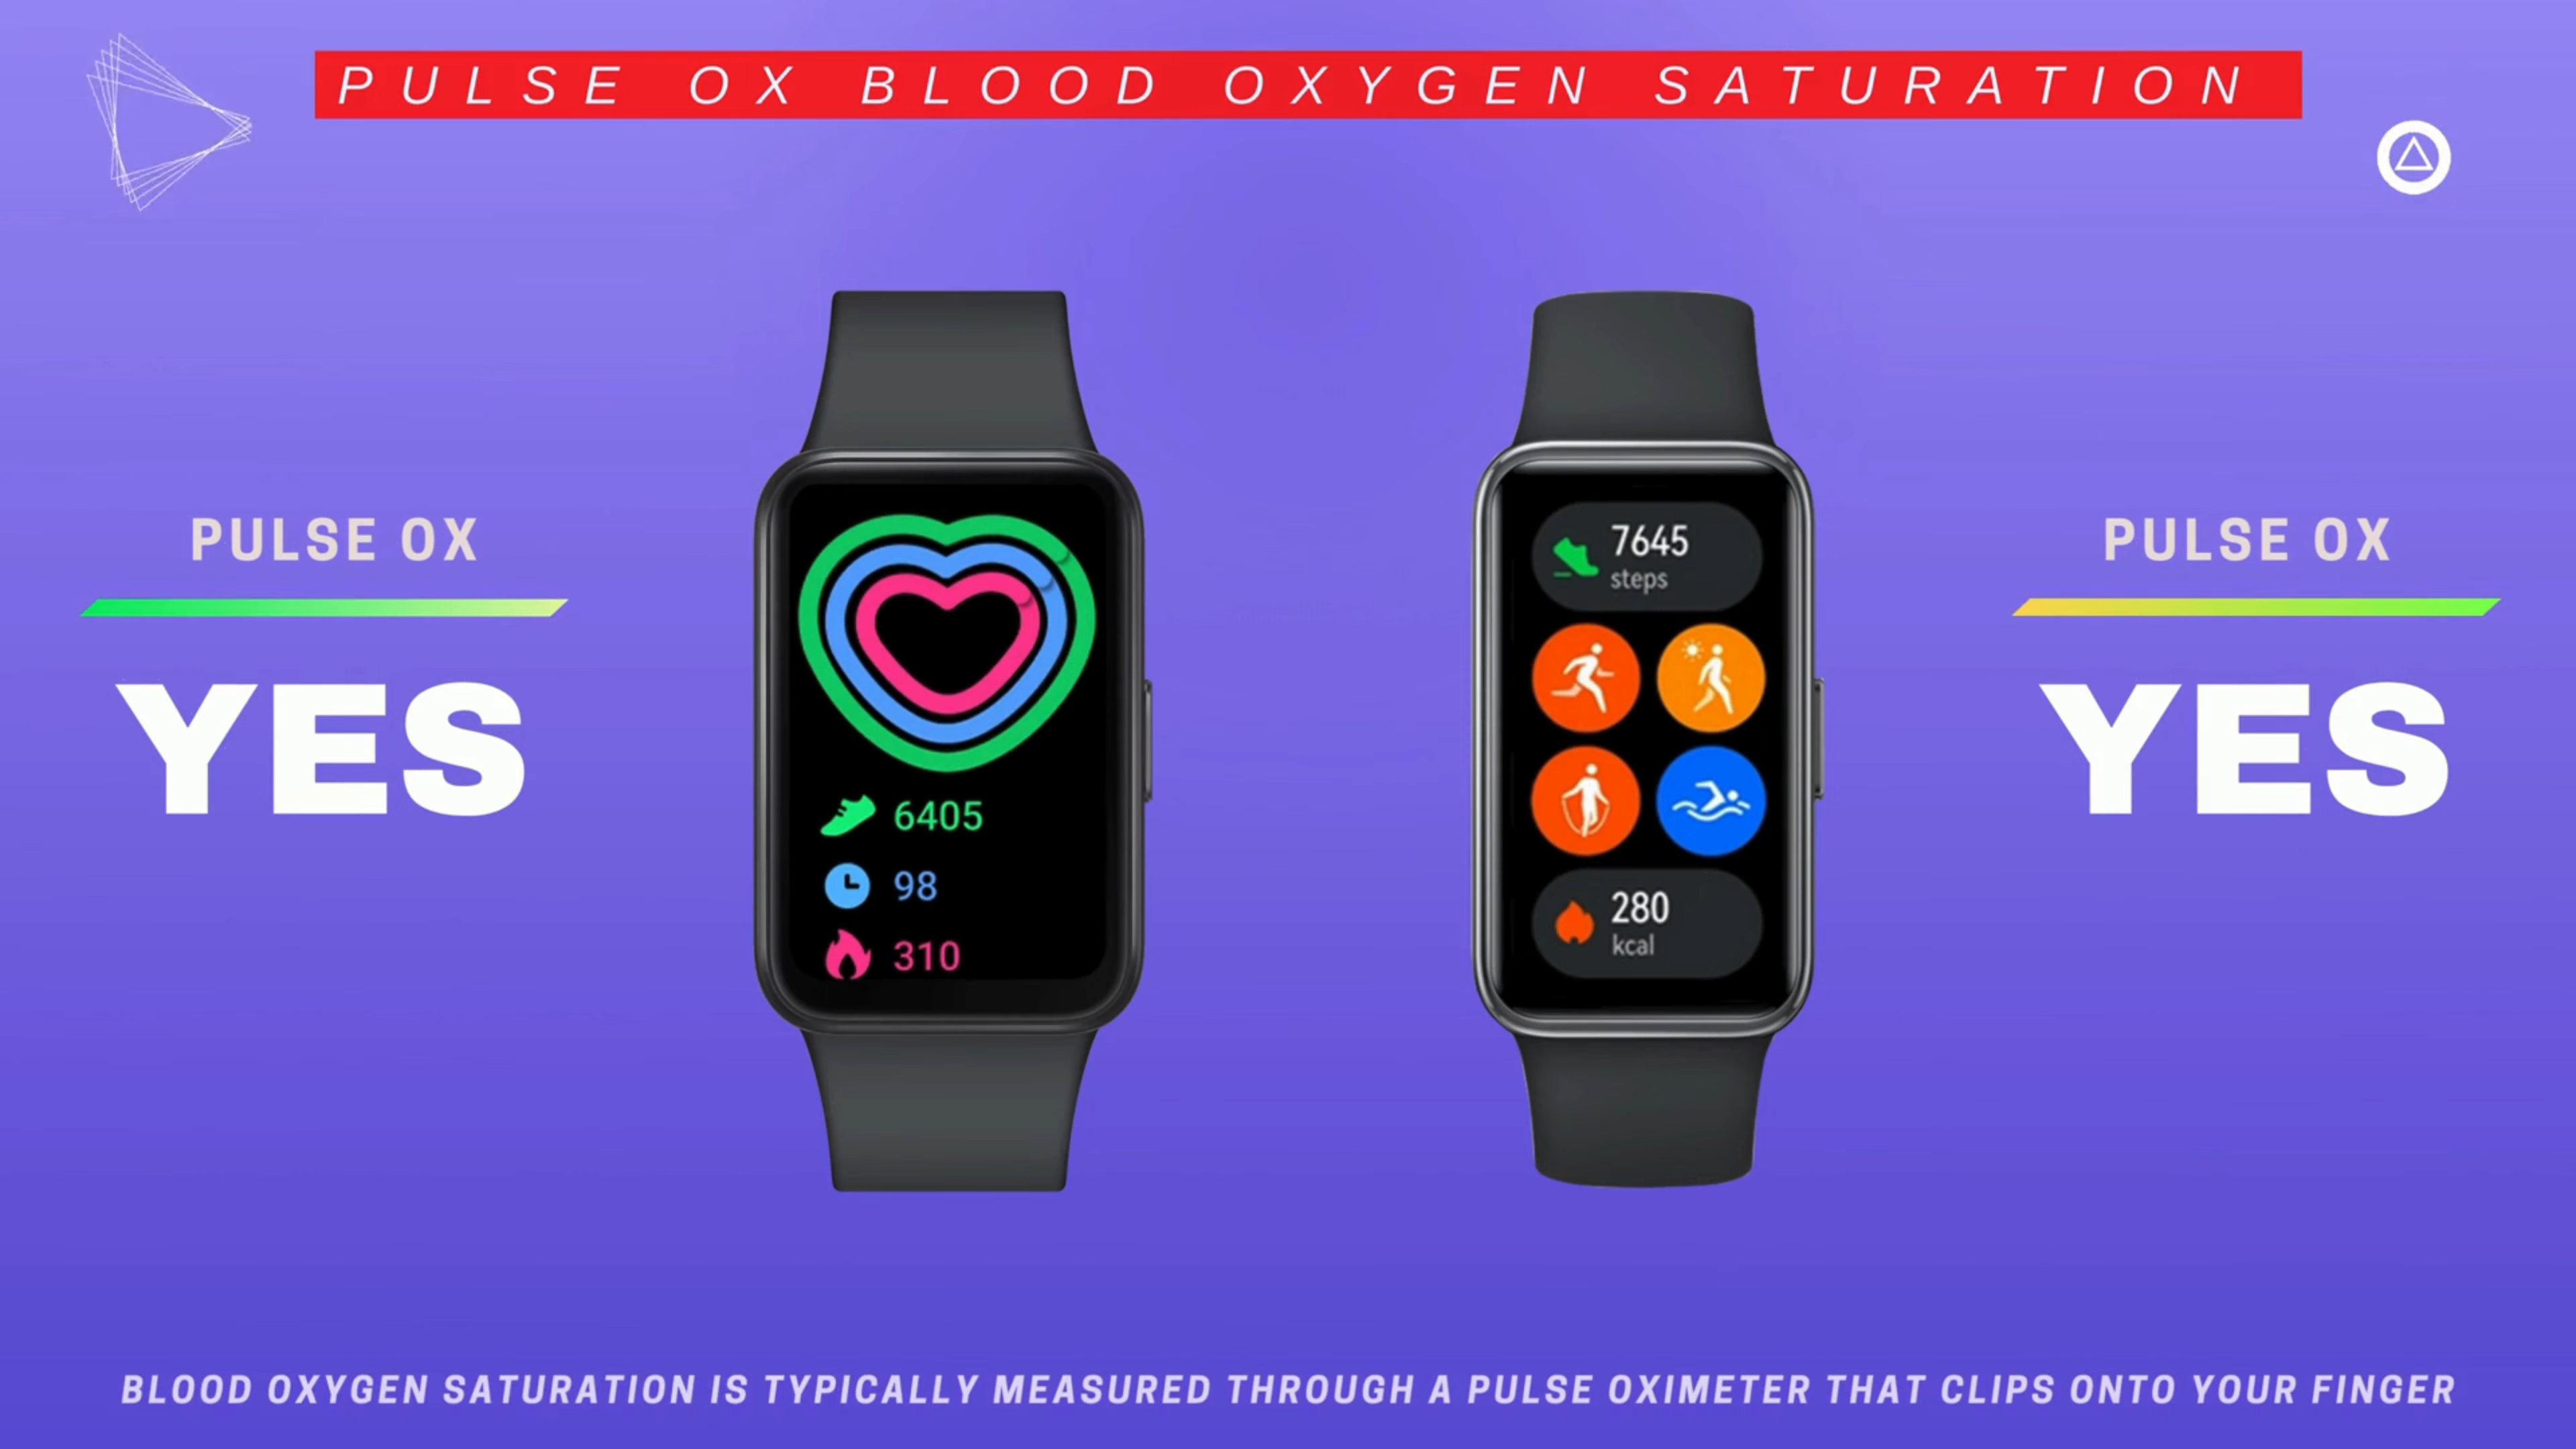 PULSE OX BLOOD OXYGEN SATURATION
PULSE OX
YES
6405
98
310
7645
steps
280
kcal
PULSE OX
YES
BLOOD OXYGEN SATURATION IS TYPICALLY MEASURED THROUGH A PULSE OXIMETER THAT CLIPS ONTO YOUR FINGER